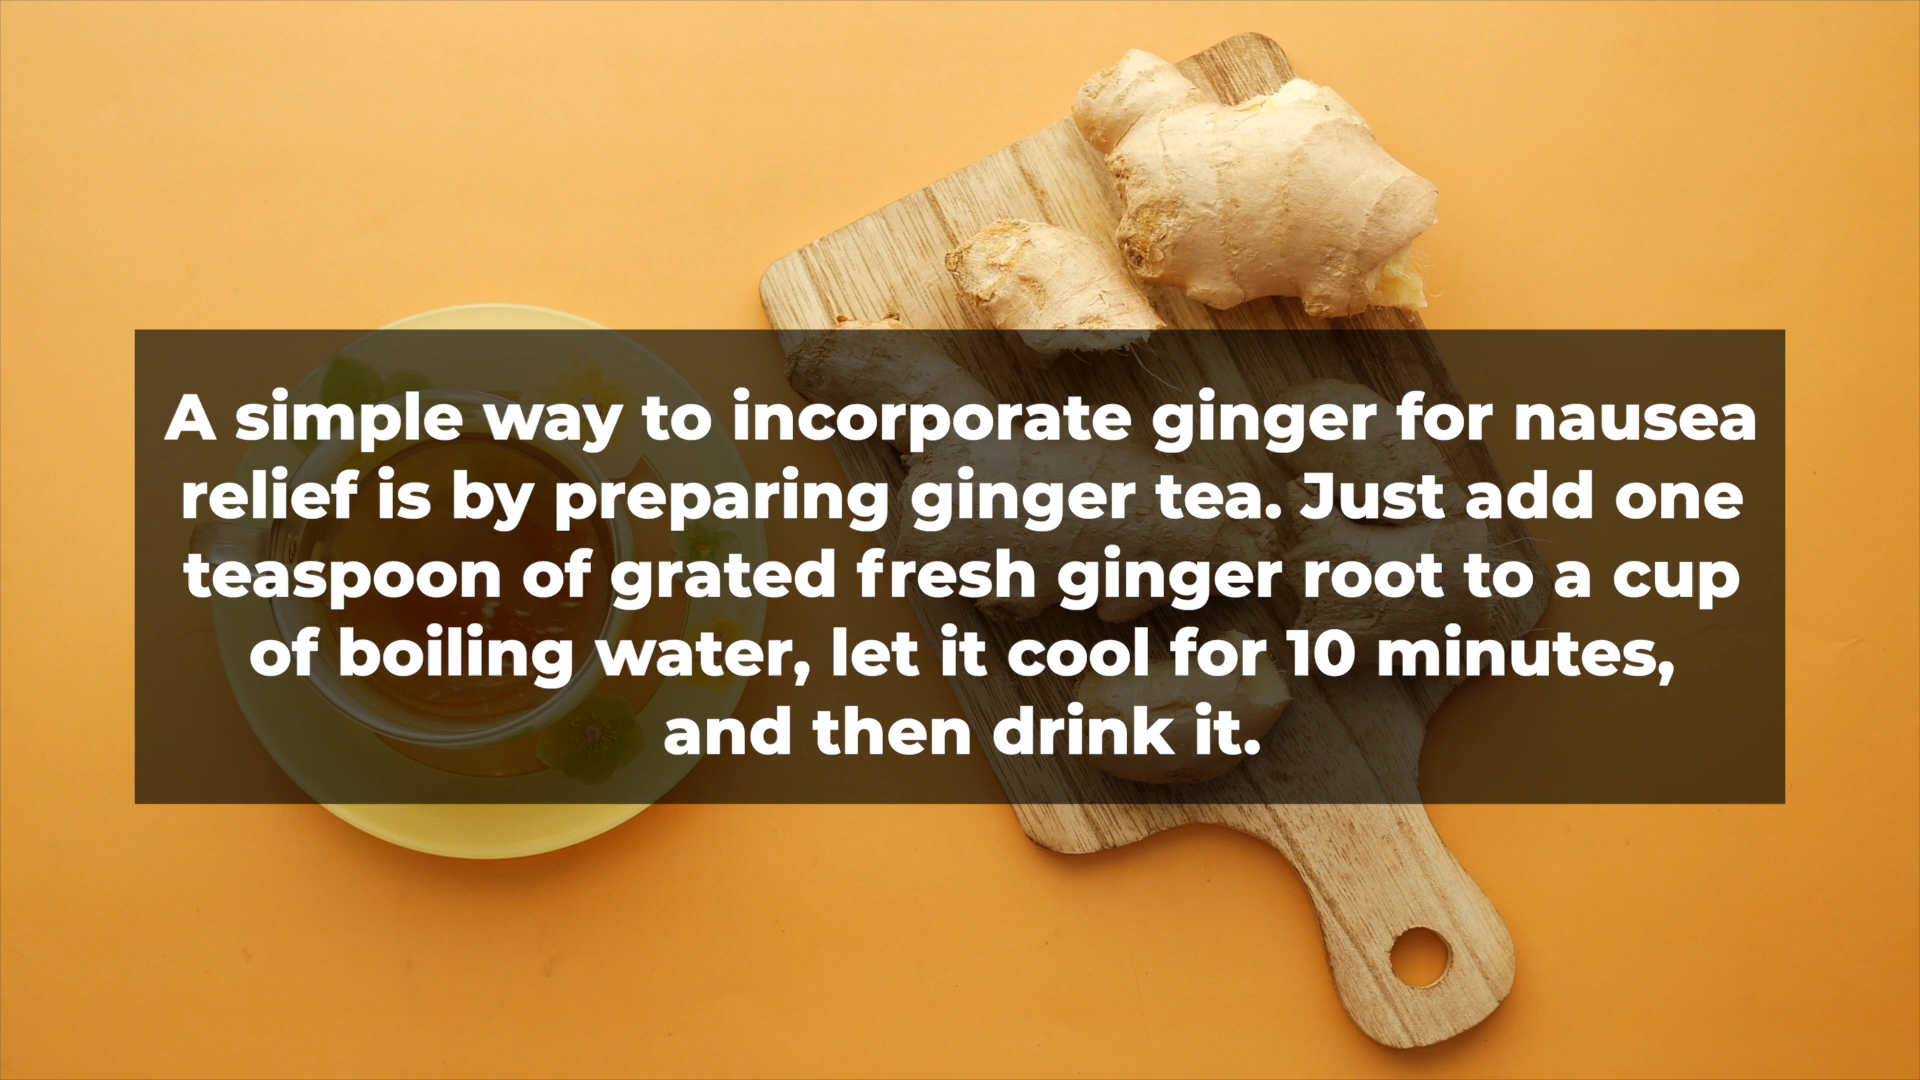 A simple way to incorporate ginger for nausea
relief is by preparing ginger tea. Just add one
teaspoon of grated fresh ginger root to a cup
of boiling water, let it cool for 10 minutes,
and then drink it.